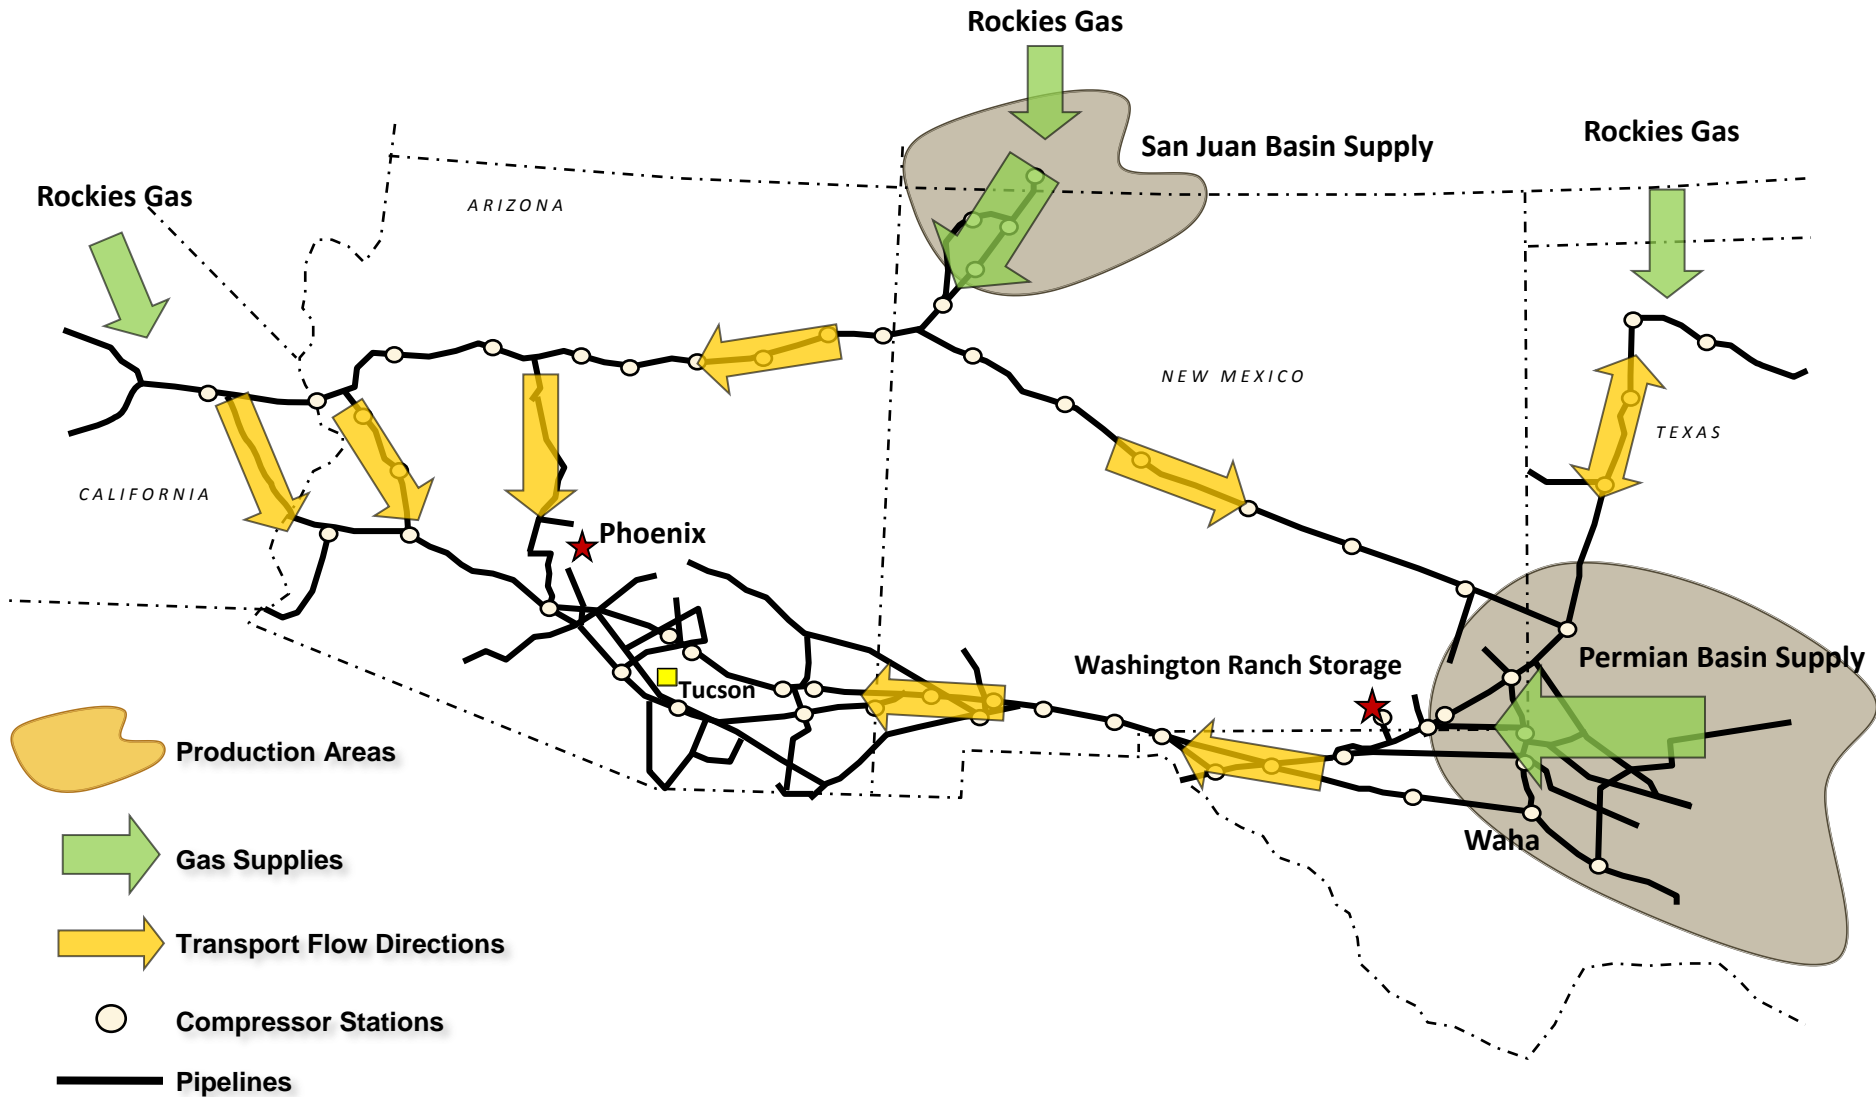 Rockies Gas
San Juan Basin Supply
Rockies Gas
Rockies Gas
ARIZONA
NEW MEXICO
TEXAS
CALIFORNIA
Phoenix
Washington Ranch Storage
Permian Basin Supply
Tucson
Waha
Production Areas
Gas Supplies
Transport Flow Directions
Compressor Stations
Pipelines